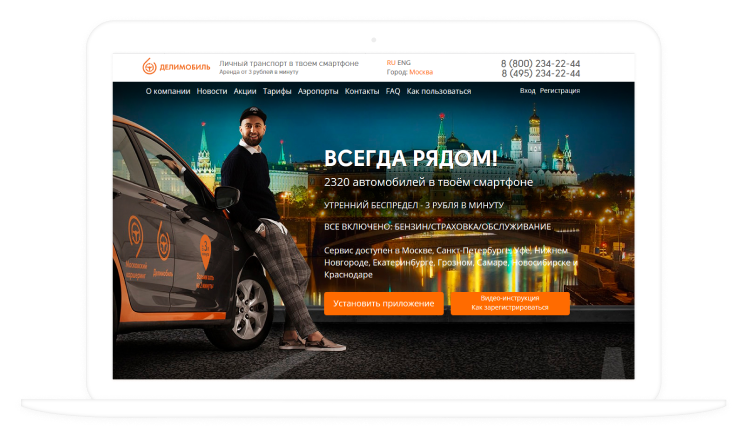 ДЕЛИМОБИЛЬ
Личный транспорт в твоем смартфоне
Аренда от 3 рублей в минуту
RU ENG
Город: Москва
8 (800) 234-22-44
8 (495) 234-22-44
О компании Новости Акции Тарифы Аэропорты Контакты FAQ Как пользоваться
Вход Регистрация
ВСЕГДА РЯДОМ!
2320 автомобилей в твоём смартфоне
УТРЕННИЙ БЕСПРЕДЕЛ - 3 РУБЛЯ В МИНУТУ
ВСЕ ВКЛЮЧЕНО: БЕНЗИН/СТРАХОВКА/ОБСЛУЖИВАНИЕ
Сервис доступен в Москве, Санкт-Петербурге, Уфе, Нижнем
Новгороде, Екатеринбурге, Грозном, Самаре, Новосибирске и
Краснодаре
Установить приложение
Видео-инструкция
Как зарегистрироваться
Делимобиль